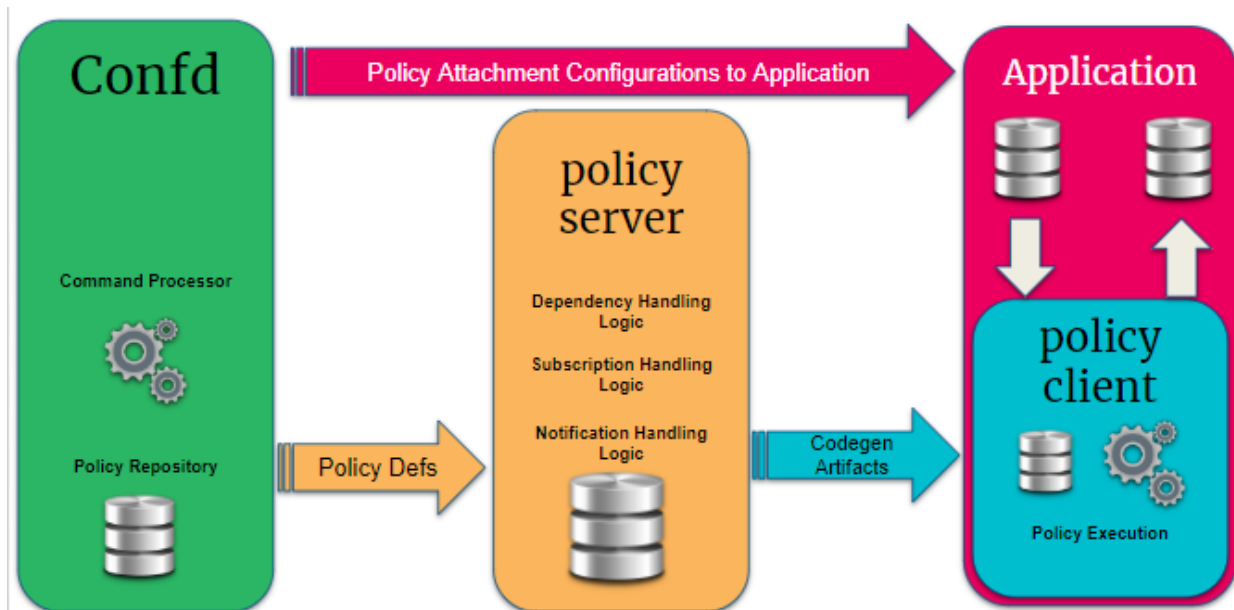 Confd
Policy Attachment Configurations to Application
Application
policy
server
Command Processor
Dependency Handling
Logic
Subscription Handling
Logic
policy
client
Notification Handling
Logic
Codegen
Artifacts
Policy Repository
Policy Defs
Policy Execution